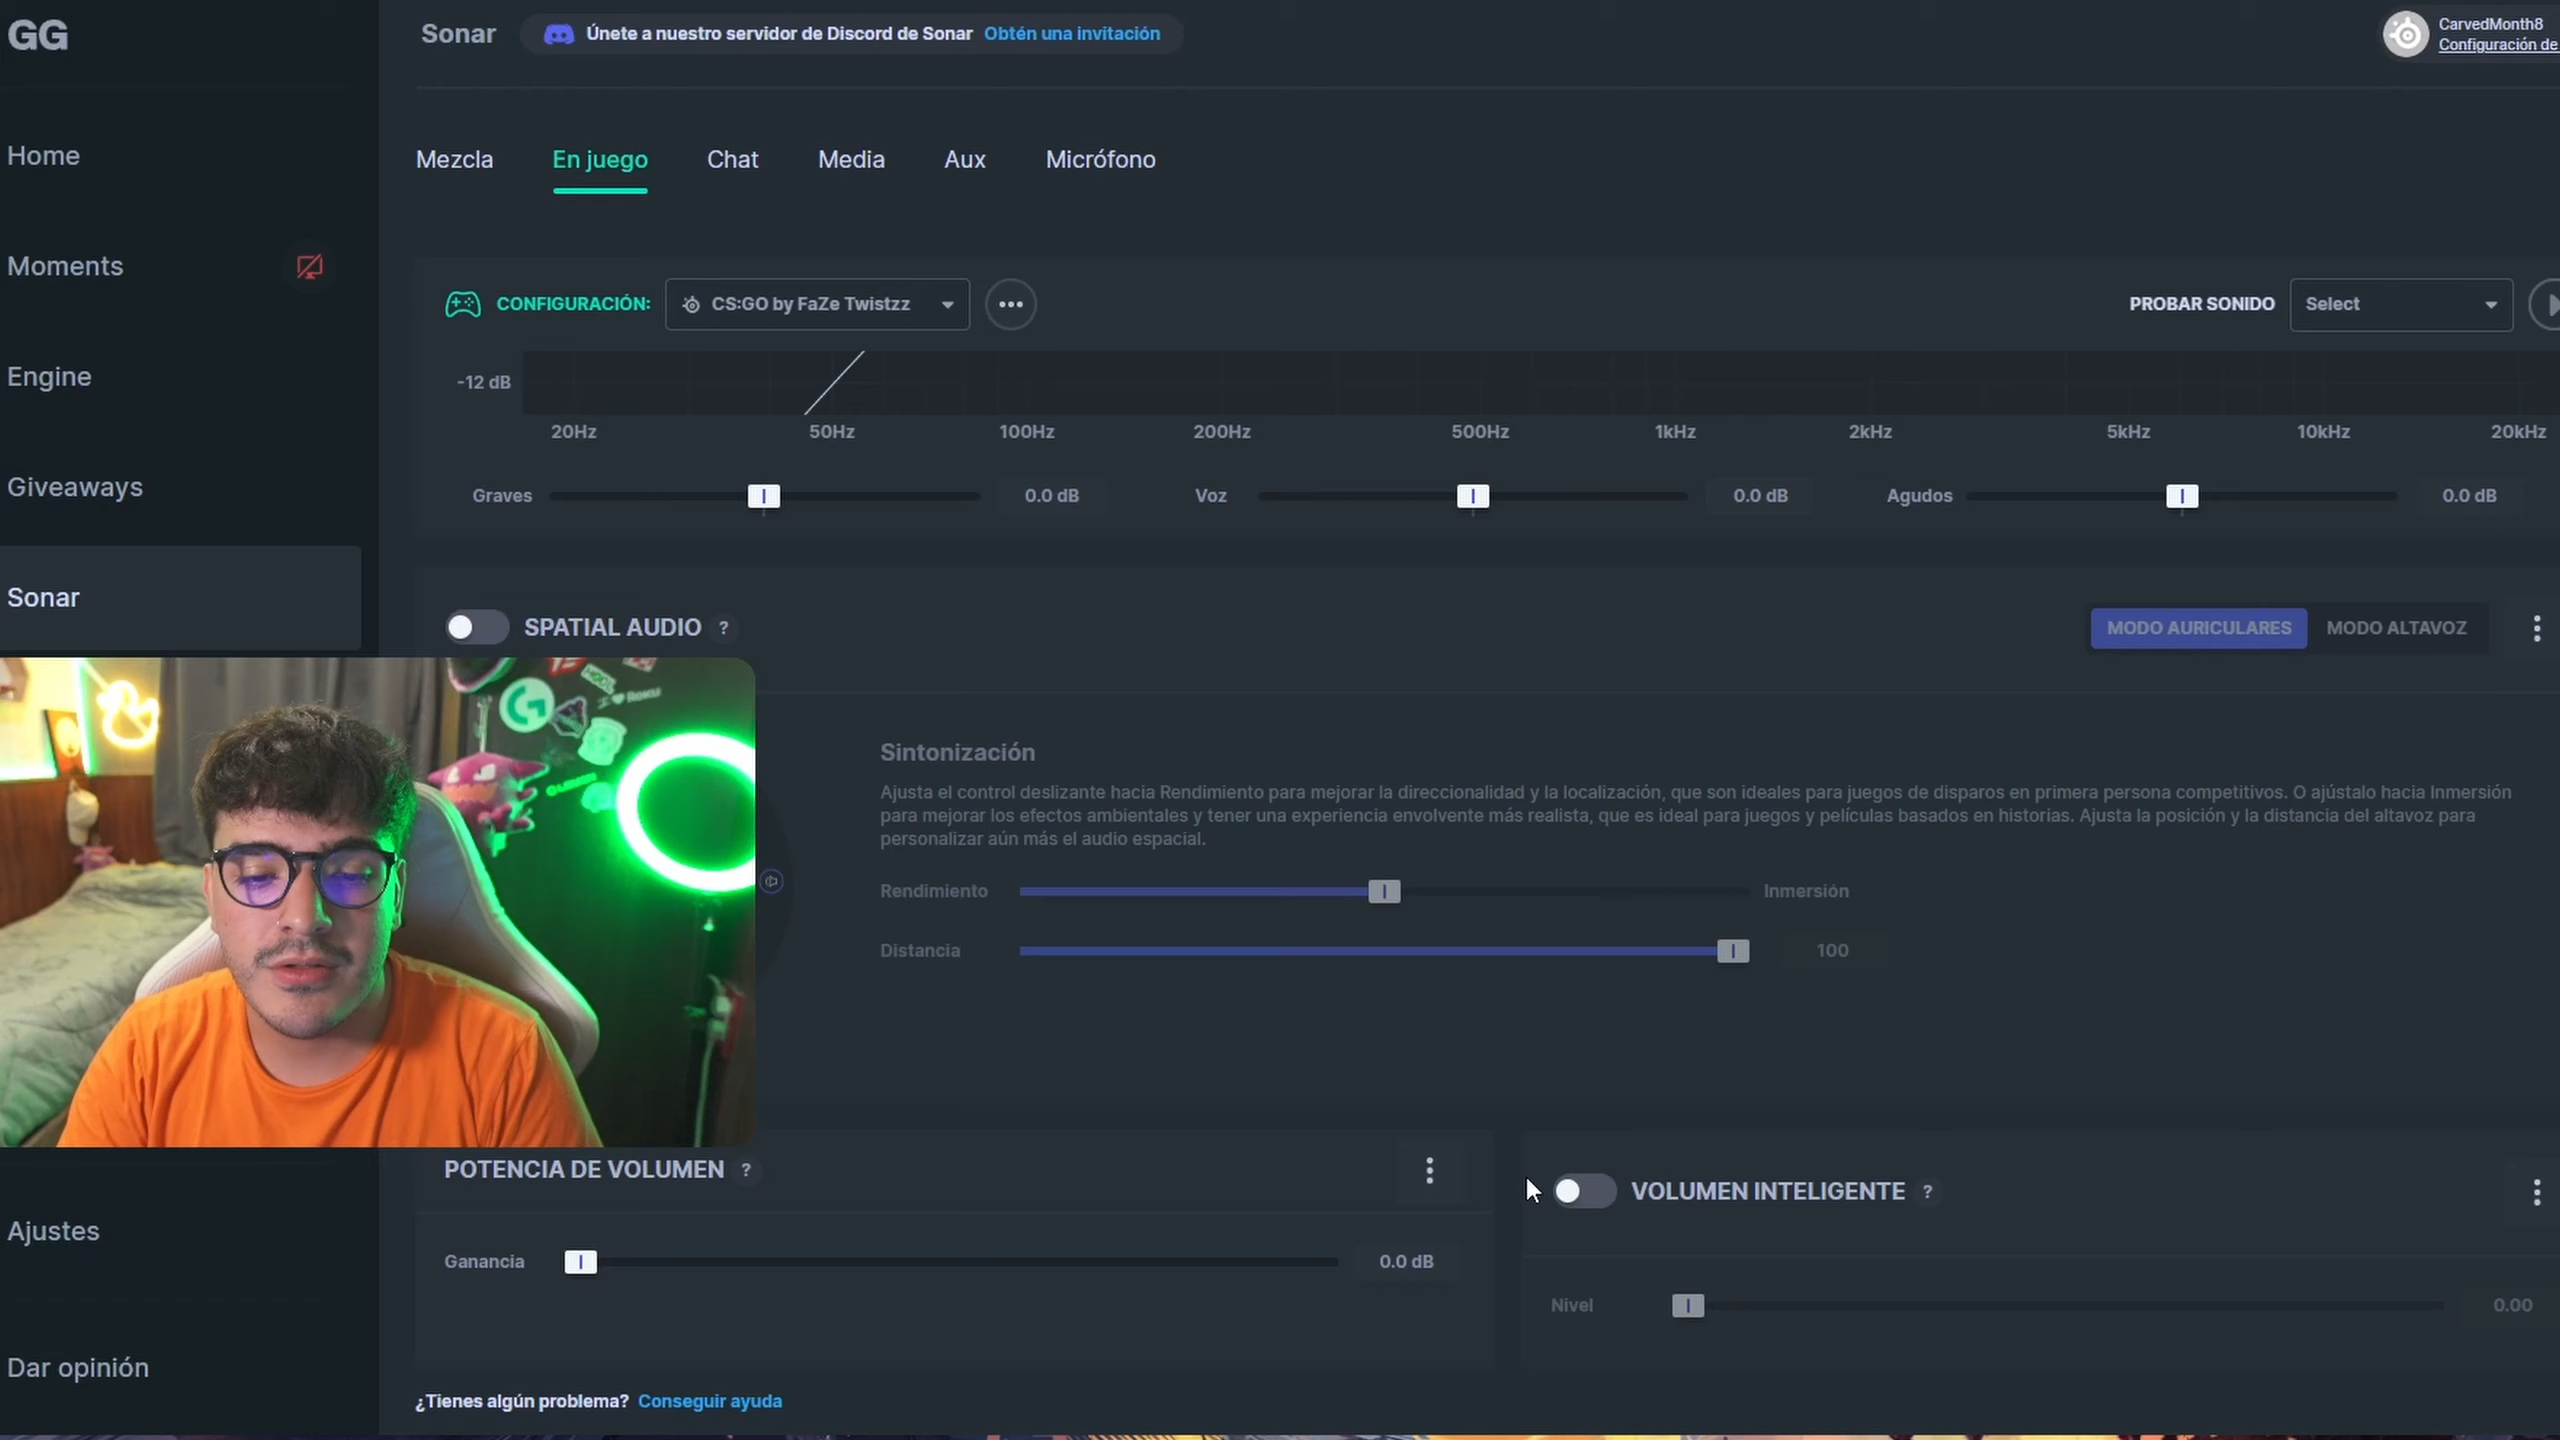 GG
Sonar
Únete a nuestro servidor de Discord de Sonar Obtén una invitación
CarvedMonth8
Configuración de
Home
Moments
Engine
Giveaways
Sonar
Mezcla
En juego
Chat
Media
Aux
Micrófono
CONFIGURACIÓN:
CS:GO by FaZe Twistzz
PROBAR SONIDO
Select
-12 dB
20Hz
50Hz
100Hz
200Hz
500Hz
1kHz
2kHz
5kHz
10kHz
20kHz
Graves
0.0 dB
Voz
0.0 dB
Agudos
0.0 dB
SPATIAL AUDIO ?
MODO AURICULARES
MODO ALTAVOZ
Sintonización
Ajusta el control deslizante hacia Rendimiento para mejorar la direccionalidad y la localización, que son ideales para juegos de disparos en primera persona competitivos. O ajústalo hacia Inmersión
para mejorar los efectos ambientales y tener una experiencia envolvente más realista, que es ideal para juegos y películas basados en historias. Ajusta la posición y la distancia del altavoz para
personalizar aún más el audio espacial.
Rendimiento
Inmersión
Distancia
100
POTENCIA DE VOLUMEN ?
Ganancia
0.0 dB
VOLUMEN INTELIGENTE ?
Nivel
0.00
Ajustes
Dar opinión
¿Tienes algún problema? Conseguir ayuda